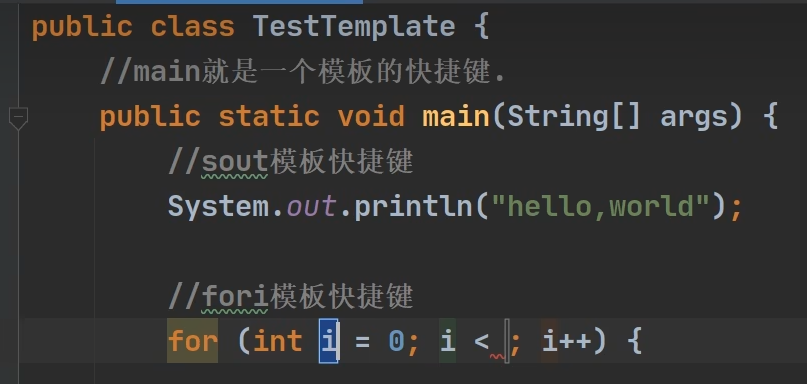 public class TestTemplate {
//main就是一个模板的快捷键.
public static void main(String[] args) {
//sout模板快捷键
System.out.println("hello,world");
//fori模板快捷键
for (int i = 0; i < ; i++) {